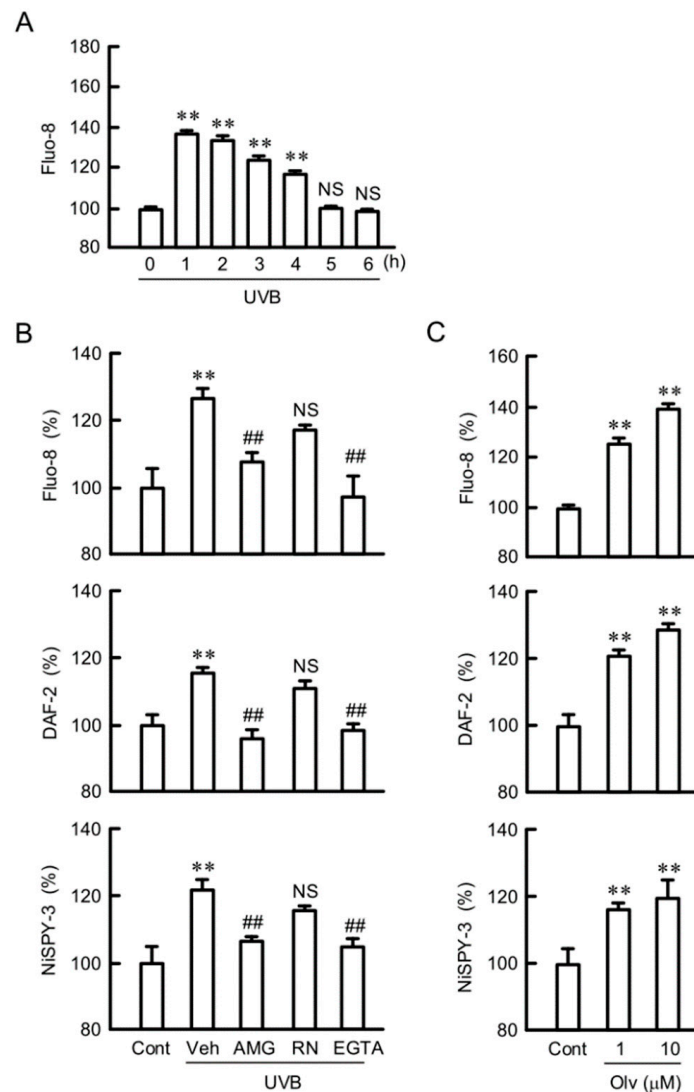 A
180
160
140
120
100
80
Fluo-8
** ** ** ** NS NS
0 1 2 3 4 5 6 (h)
UVB
B
140
120
100
80
Fluo-8 (%)
** ## NS ##
140
120
100
80
DAF-2 (%)
** ## NS ##
140
120
100
80
NiSPY-3 (%)
** ## NS ##
Cont Veh AMG RN EGTA
UVB
C
160
140
120
100
80
Fluo-8 (%)
** **
140
120
100
80
DAF-2 (%)
** **
140
120
100
80
NiSPY-3 (%)
** **
Cont 1 10
Olv (μM)